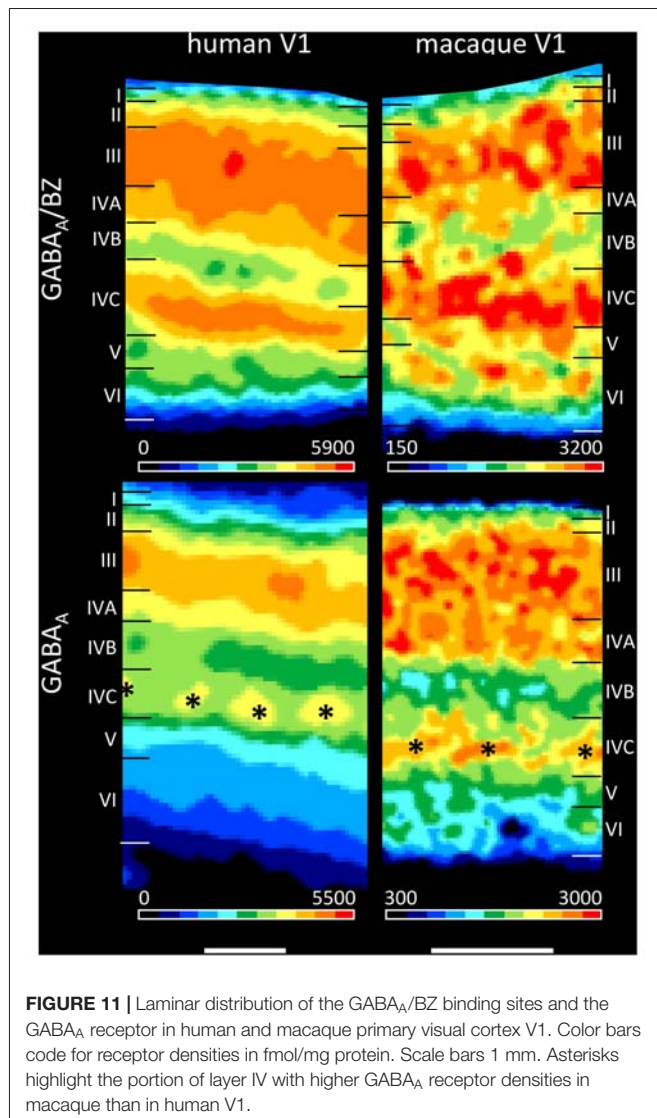 human V1 macaque V1
GABAA/BZ
I
II
III
IVA
IVB
IVC
V
VI
I
II
III
IVA
IVB
IVC
V
VI
0 5900
150 3200
GABAA
I
II
III
IVA
IVB
IVC
V
VI
* * * *
I
II
III
IVA
IVB
IVC
V
VI
* * *
0 5500
300 3000
FIGURE 11 | Laminar distribution of the GABAA/BZ binding sites and the
GABAA receptor in human and macaque primary visual cortex V1. Color bars
code for receptor densities in fmol/mg protein. Scale bars 1 mm. Asterisks
highlight the portion of layer IV with higher GABAA receptor densities in
macaque than in human V1.